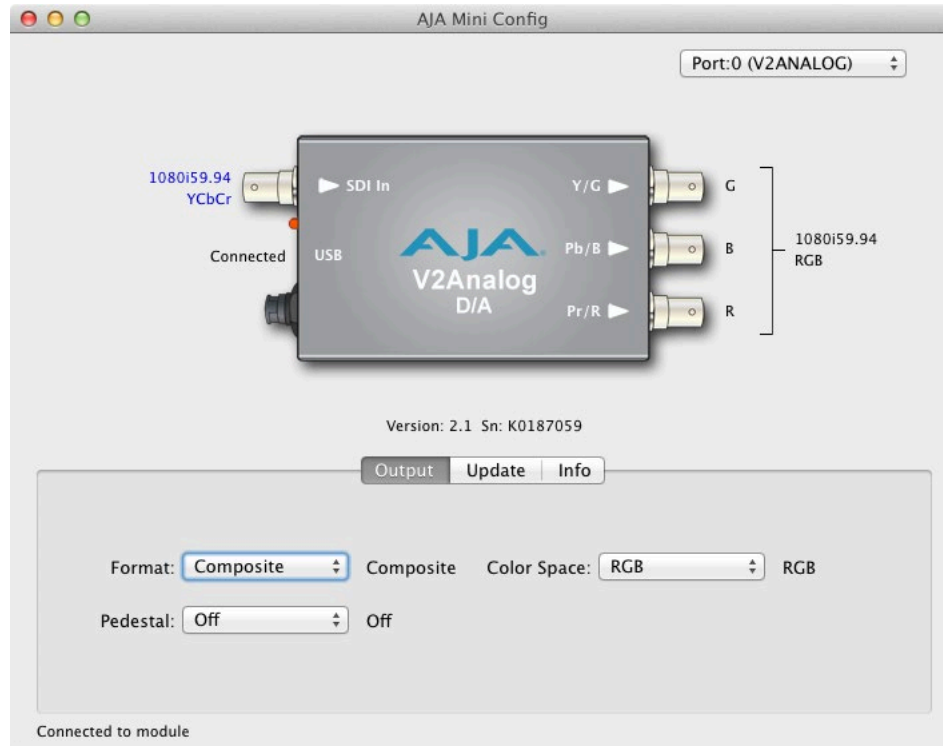 AJA Mini Config
Port:0 (V2ANALOG)
1080i59.94
YCbCr
SDI In
Y/G
G
Connected
USB
AJA
Pb/B
B
1080i59.94
RGB
V2Analog
D/A
Pr/R
R
Version: 2.1 Sn: K0187059
Output Update Info
Format: Composite Composite Color Space: RGB RGB
Pedestal: Off Off
Connected to module